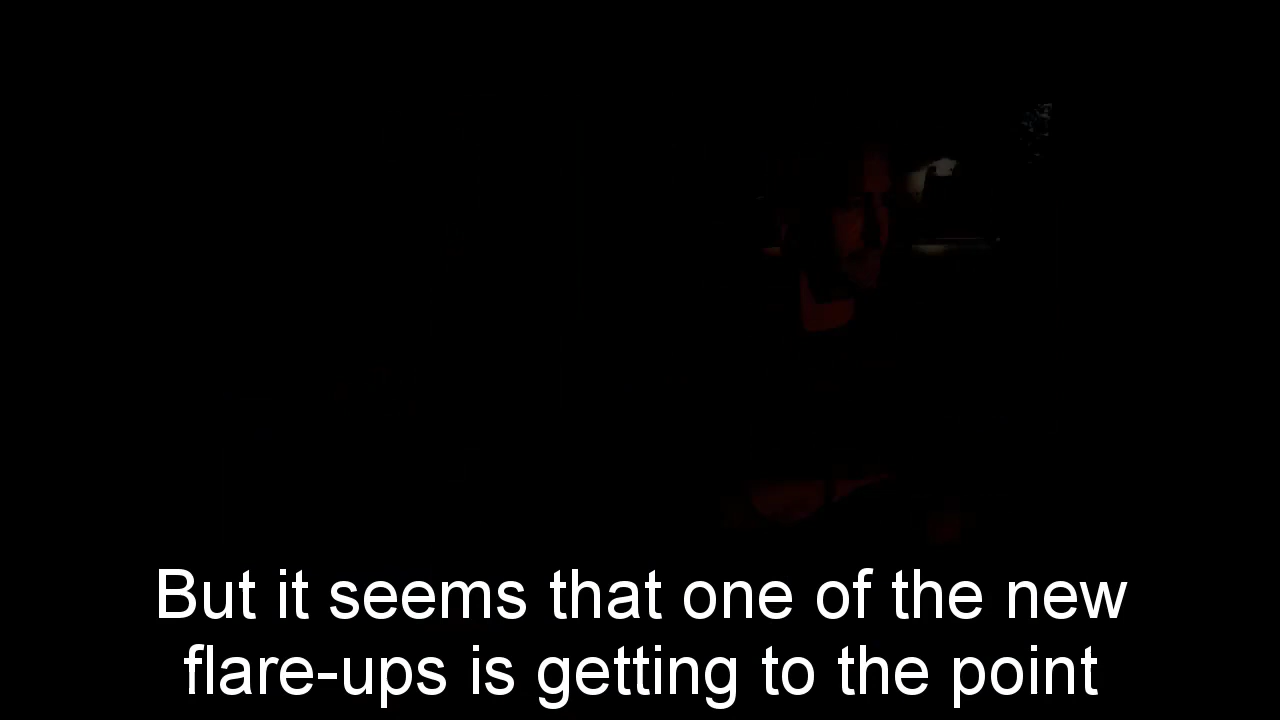 But it seems that one of the new
flare-ups is getting to the point